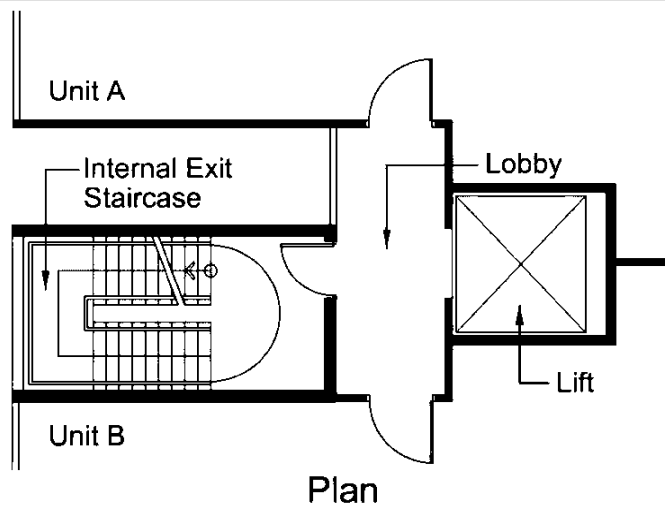 Unit A
Internal Exit
Staircase
Lobby
Lift
Unit B
Plan